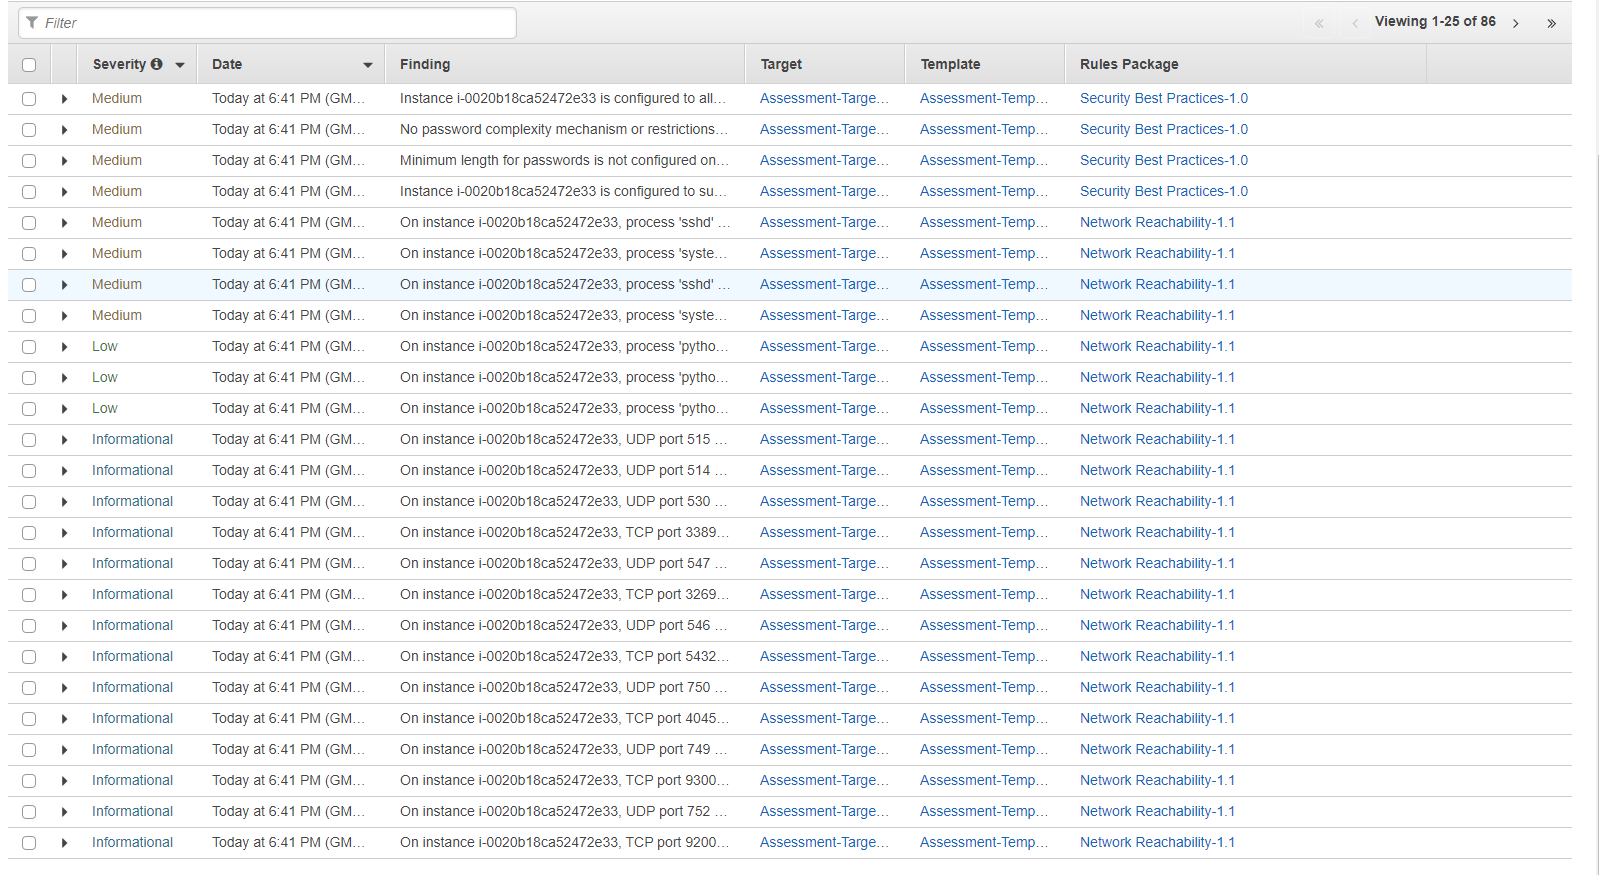 Filter
Viewing 1-25 of 86
Severity Date Finding Target Template Rules Package
Medium Today at 6:41 PM (GM... Instance i-0020b18ca52472e33 is configured to all... Assessment-Targe... Assessment-Temp... Security Best Practices-1.0
Medium Today at 6:41 PM (GM... No password complexity mechanism or restrictions... Assessment-Targe... Assessment-Temp... Security Best Practices-1.0
Medium Today at 6:41 PM (GM... Minimum length for passwords is not configured on... Assessment-Targe... Assessment-Temp... Security Best Practices-1.0
Medium Today at 6:41 PM (GM... Instance i-0020b18ca52472e33 is configured to su... Assessment-Targe... Assessment-Temp... Security Best Practices-1.0
Medium Today at 6:41 PM (GM... On instance i-0020b18ca52472e33, process 'sshd' ... Assessment-Targe... Assessment-Temp... Network Reachability-1.1
Medium Today at 6:41 PM (GM... On instance i-0020b18ca52472e33, process 'syste... Assessment-Targe... Assessment-Temp... Network Reachability-1.1
Medium Today at 6:41 PM (GM... On instance i-0020b18ca52472e33, process 'sshd' ... Assessment-Targe... Assessment-Temp... Network Reachability-1.1
Medium Today at 6:41 PM (GM... On instance i-0020b18ca52472e33, process 'syste... Assessment-Targe... Assessment-Temp... Network Reachability-1.1
Low Today at 6:41 PM (GM... On instance i-0020b18ca52472e33, process 'pytho... Assessment-Targe... Assessment-Temp... Network Reachability-1.1
Low Today at 6:41 PM (GM... On instance i-0020b18ca52472e33, process 'pytho... Assessment-Targe... Assessment-Temp... Network Reachability-1.1
Low Today at 6:41 PM (GM... On instance i-0020b18ca52472e33, process 'pytho... Assessment-Targe... Assessment-Temp... Network Reachability-1.1
Informational Today at 6:41 PM (GM... On instance i-0020b18ca52472e33, UDP port 515 ... Assessment-Targe... Assessment-Temp... Network Reachability-1.1
Informational Today at 6:41 PM (GM... On instance i-0020b18ca52472e33, UDP port 514 ... Assessment-Targe... Assessment-Temp... Network Reachability-1.1
Informational Today at 6:41 PM (GM... On instance i-0020b18ca52472e33, UDP port 530 ... Assessment-Targe... Assessment-Temp... Network Reachability-1.1
Informational Today at 6:41 PM (GM... On instance i-0020b18ca52472e33, TCP port 3389... Assessment-Targe... Assessment-Temp... Network Reachability-1.1
Informational Today at 6:41 PM (GM... On instance i-0020b18ca52472e33, UDP port 547 ... Assessment-Targe... Assessment-Temp... Network Reachability-1.1
Informational Today at 6:41 PM (GM... On instance i-0020b18ca52472e33, TCP port 3269... Assessment-Targe... Assessment-Temp... Network Reachability-1.1
Informational Today at 6:41 PM (GM... On instance i-0020b18ca52472e33, UDP port 546 ... Assessment-Targe... Assessment-Temp... Network Reachability-1.1
Informational Today at 6:41 PM (GM... On instance i-0020b18ca52472e33, TCP port 5432... Assessment-Targe... Assessment-Temp... Network Reachability-1.1
Informational Today at 6:41 PM (GM... On instance i-0020b18ca52472e33, UDP port 750 ... Assessment-Targe... Assessment-Temp... Network Reachability-1.1
Informational Today at 6:41 PM (GM... On instance i-0020b18ca52472e33, TCP port 4045... Assessment-Targe... Assessment-Temp... Network Reachability-1.1
Informational Today at 6:41 PM (GM... On instance i-0020b18ca52472e33, UDP port 749 ... Assessment-Targe... Assessment-Temp... Network Reachability-1.1
Informational Today at 6:41 PM (GM... On instance i-0020b18ca52472e33, TCP port 9300... Assessment-Targe... Assessment-Temp... Network Reachability-1.1
Informational Today at 6:41 PM (GM... On instance i-0020b18ca52472e33, UDP port 752 ... Assessment-Targe... Assessment-Temp... Network Reachability-1.1
Informational Today at 6:41 PM (GM... On instance i-0020b18ca52472e33, TCP port 9200... Assessment-Targe... Assessment-Temp... Network Reachability-1.1